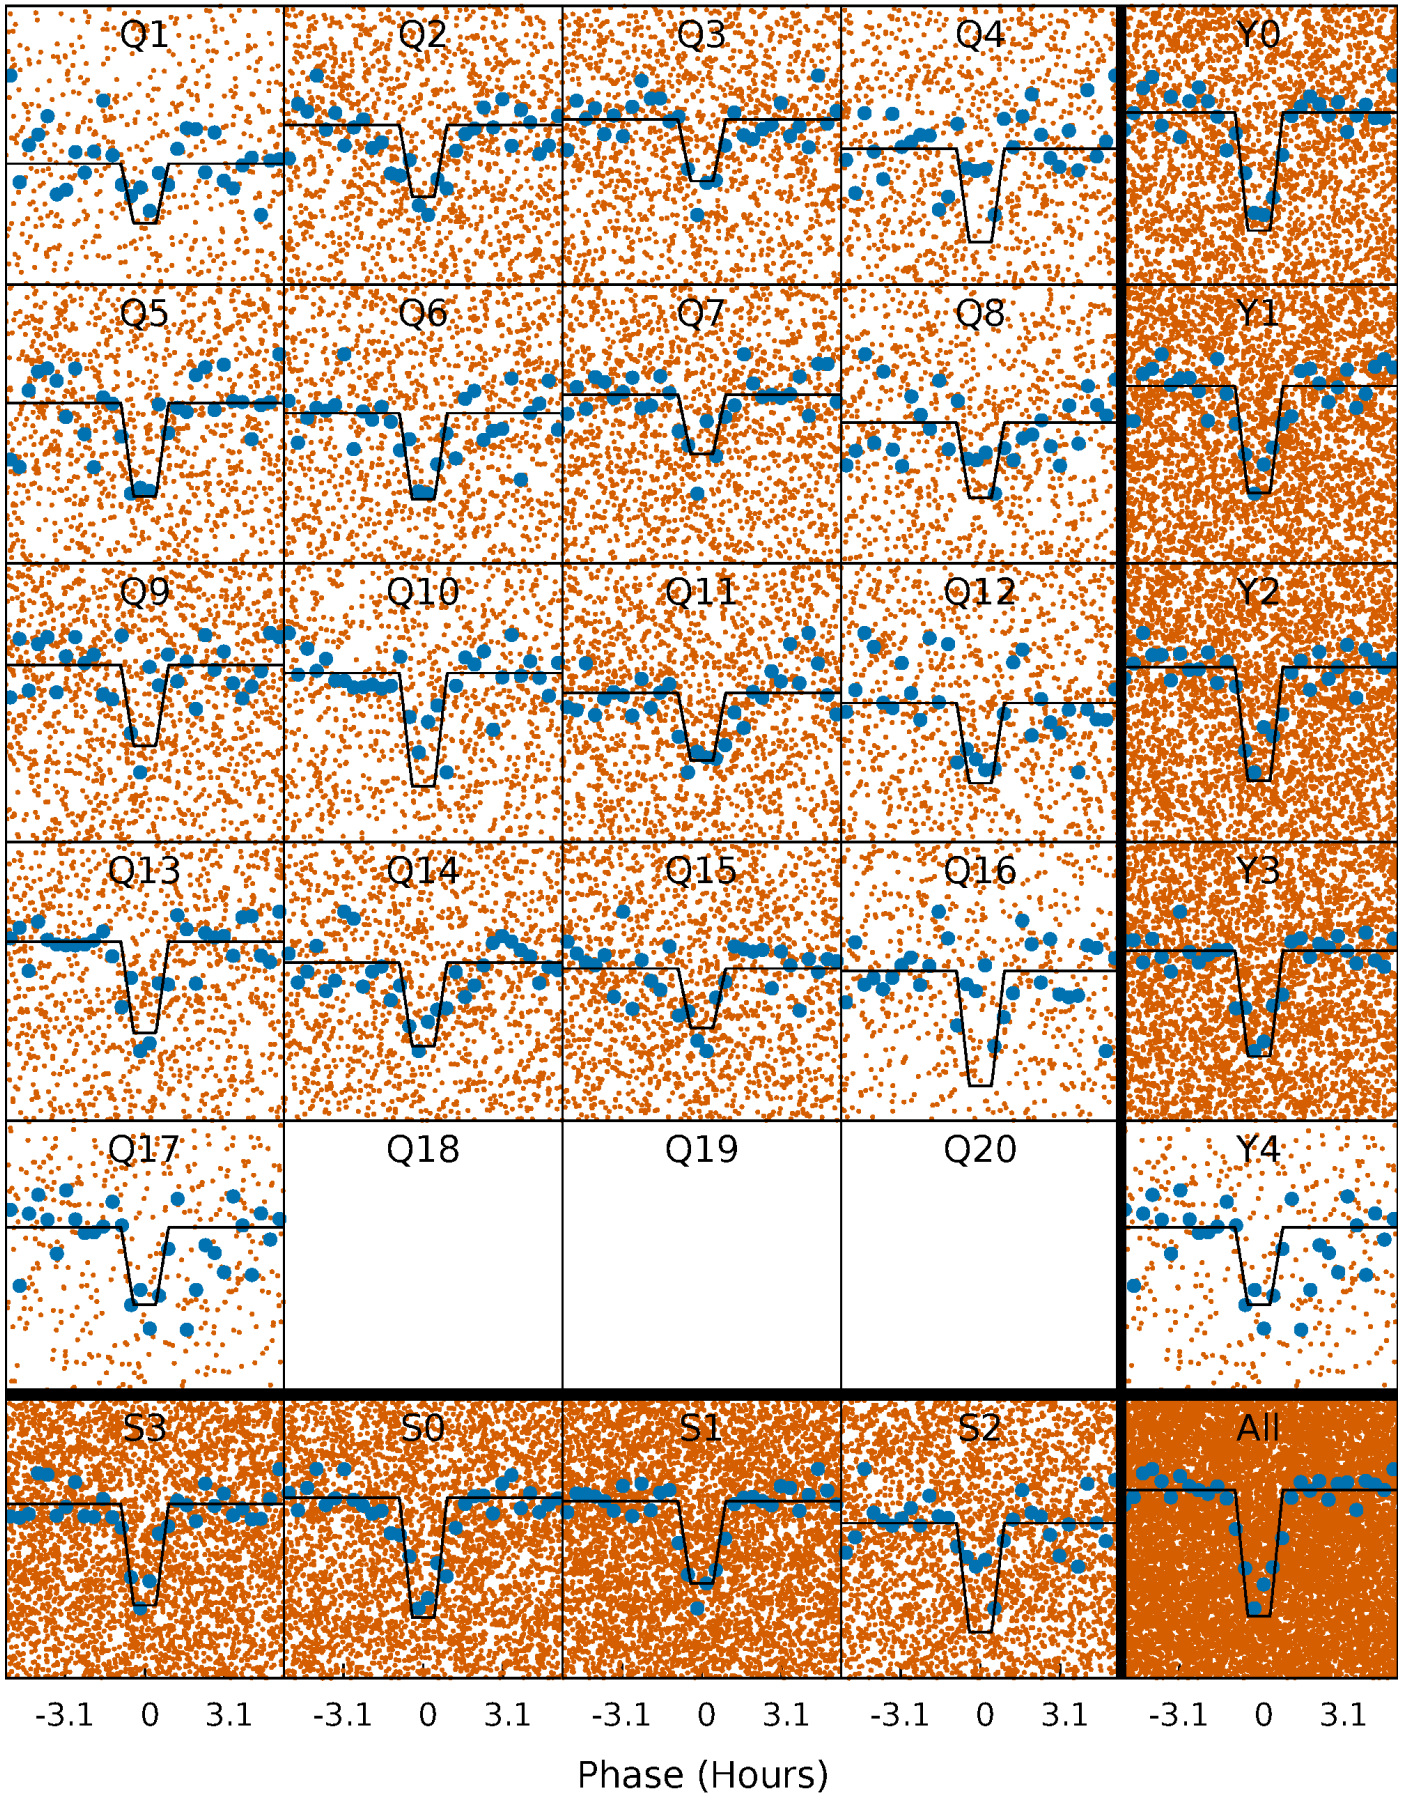 Q1 Q2 Q3 Q4 Y0
Q5 Q6 Q7 Q8 Y1
Q9 Q10 Q11 Q12 Y2
Q13 Q14 Q15 Q16 Y3
Q17 Q18 Q19 Q20 Y4
S3 S0 S1 S2 All
-3.1 0 3.1 -3.1 0 3.1 -3.1 0 3.1 -3.1 0 3.1 -3.1 0 3.1
Phase (Hours)